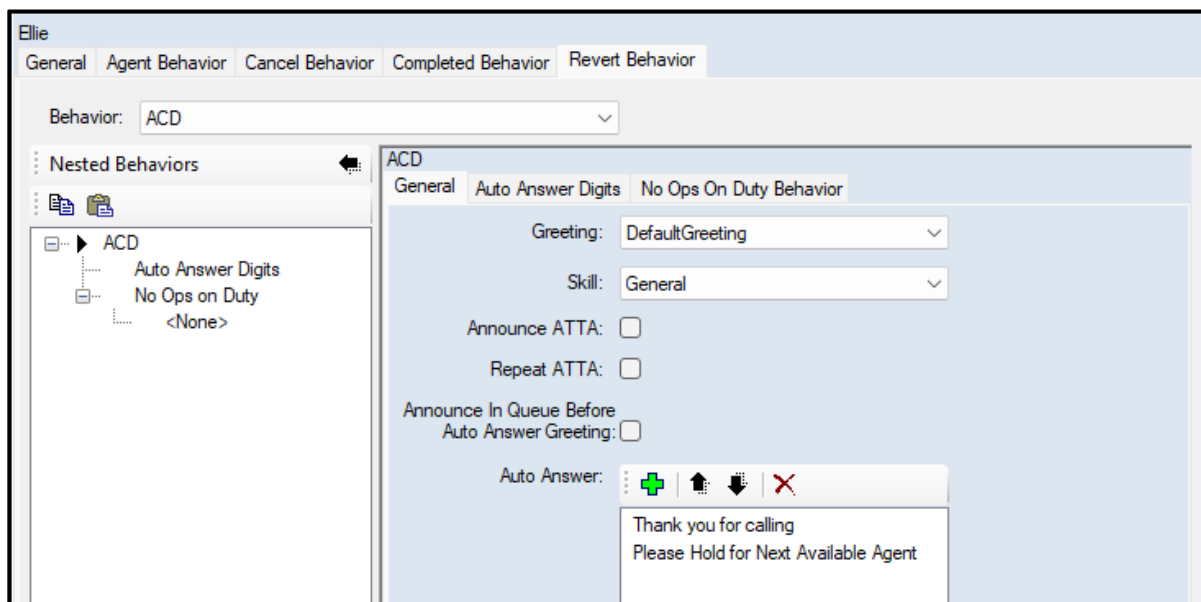 Ellie
General Agent Behavior Cancel Behavior Completed Behavior Revert Behavior
Behavior: ACD
Nested Behaviors
ACD
Auto Answer Digits
No Ops on Duty
<None>
ACD
General Auto Answer Digits No Ops On Duty Behavior
Greeting: DefaultGreeting
Skill: General
Announce ATTA:
Repeat ATTA:
Announce In Queue Before
Auto Answer Greeting:
Auto Answer:
Thank you for calling
Please Hold for Next Available Agent